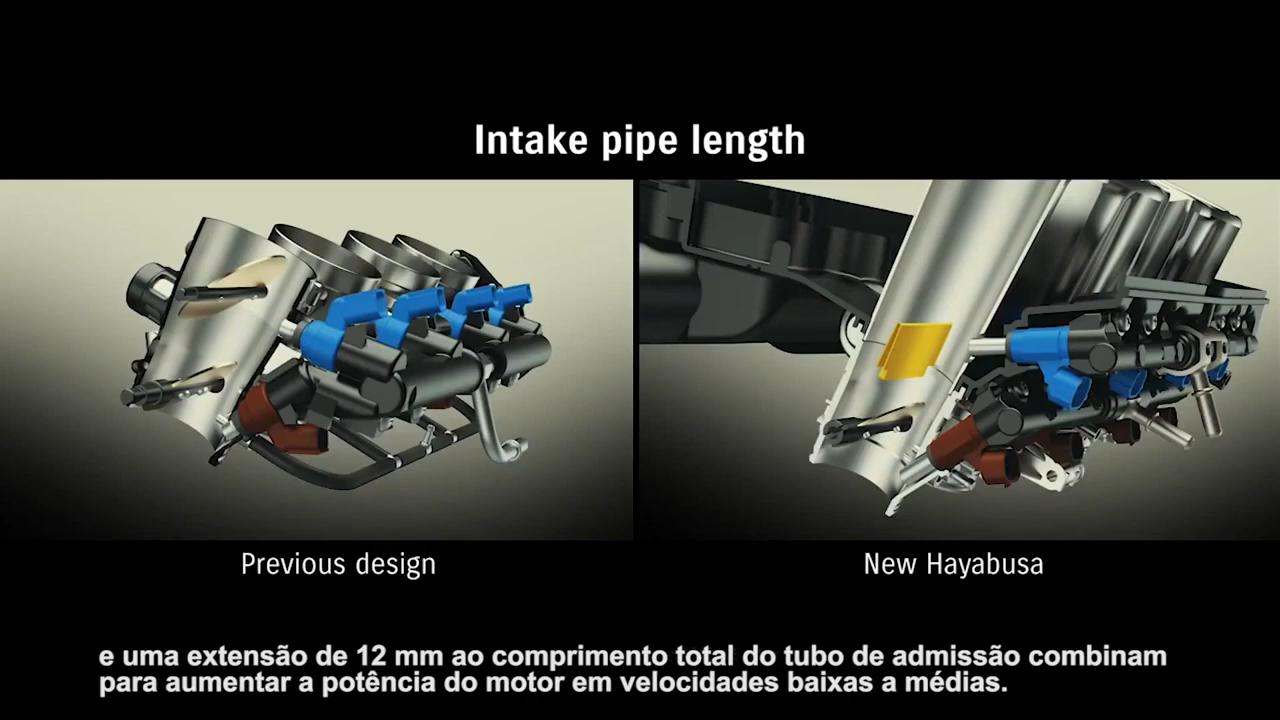 Intake pipe length
Previous design
New Hayabusa
e uma extensão de 12 mm ao comprimento total do tubo de admissão combinam
para aumentar a potência do motor em velocidades baixas a médias.